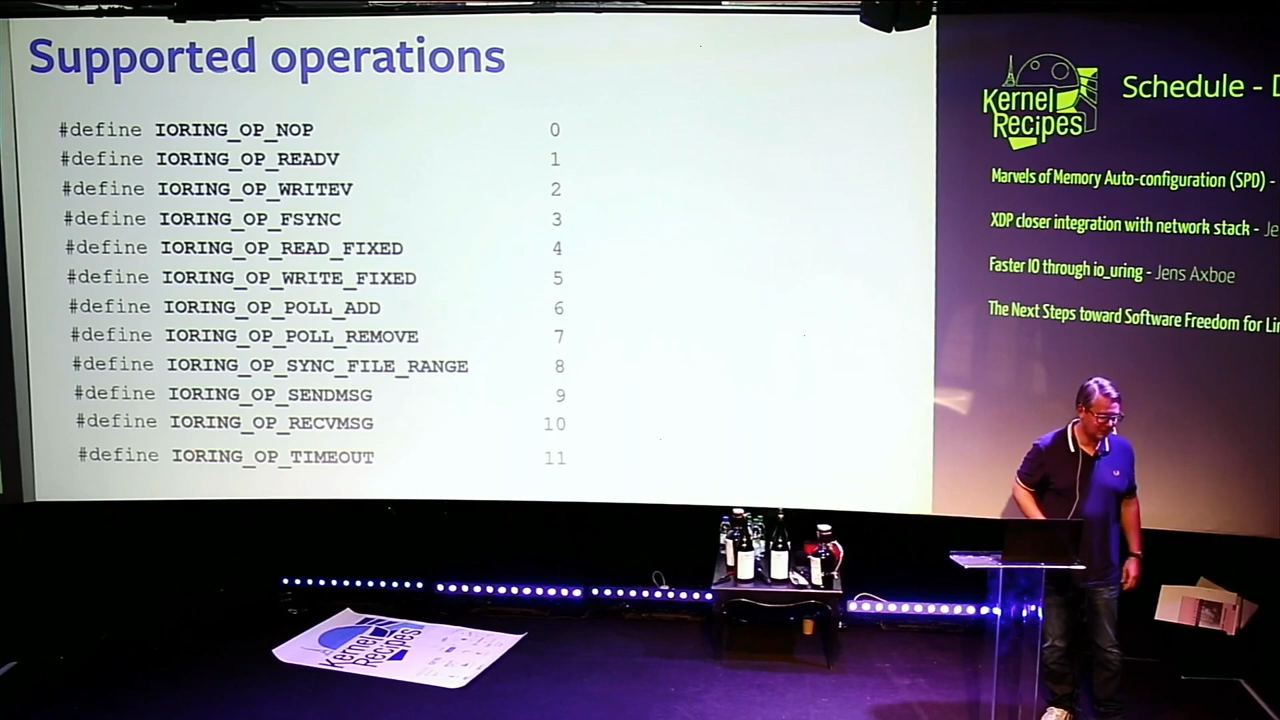 Supported operations
#define IORING_OP_NOP 0
#define IORING_OP_READV 1
#define IORING_OP_WRITEV 2
#define IORING_OP_FSYNC 3
#define IORING_OP_READ_FIXED 4
#define IORING_OP_WRITE_FIXED 5
#define IORING_OP_POLL_ADD 6
#define IORING_OP_POLL_REMOVE 7
#define IORING_OP_SYNC_FILE_RANGE 8
#define IORING_OP_SENDMSG 9
#define IORING_OP_RECVMSG 10
#define IORING_OP_TIMEOUT 11
Kernel
Recipes
Schedule - D
Marvels of Memory Auto-configuration (SPD) -
XDP closer integration with network stack - Je
Faster IO through io_uring - Jens Axboe
The Next Steps toward Software Freedom for Li
Kernel
Recipes